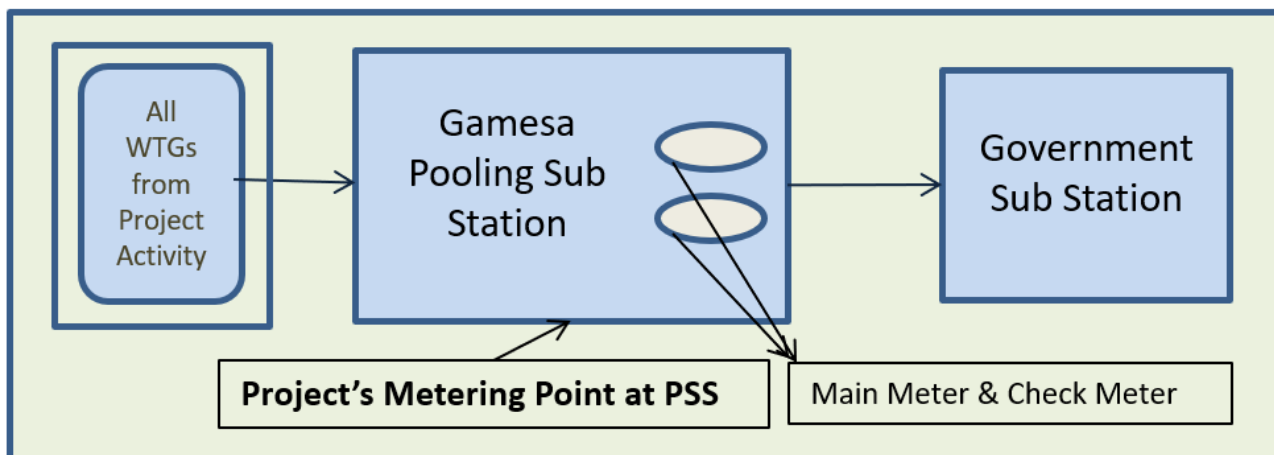 All
WTGs
from
Project
Activity
Gamesa
Pooling Sub
Station
Government
Sub Station
Project's Metering Point at PSS
Main Meter & Check Meter